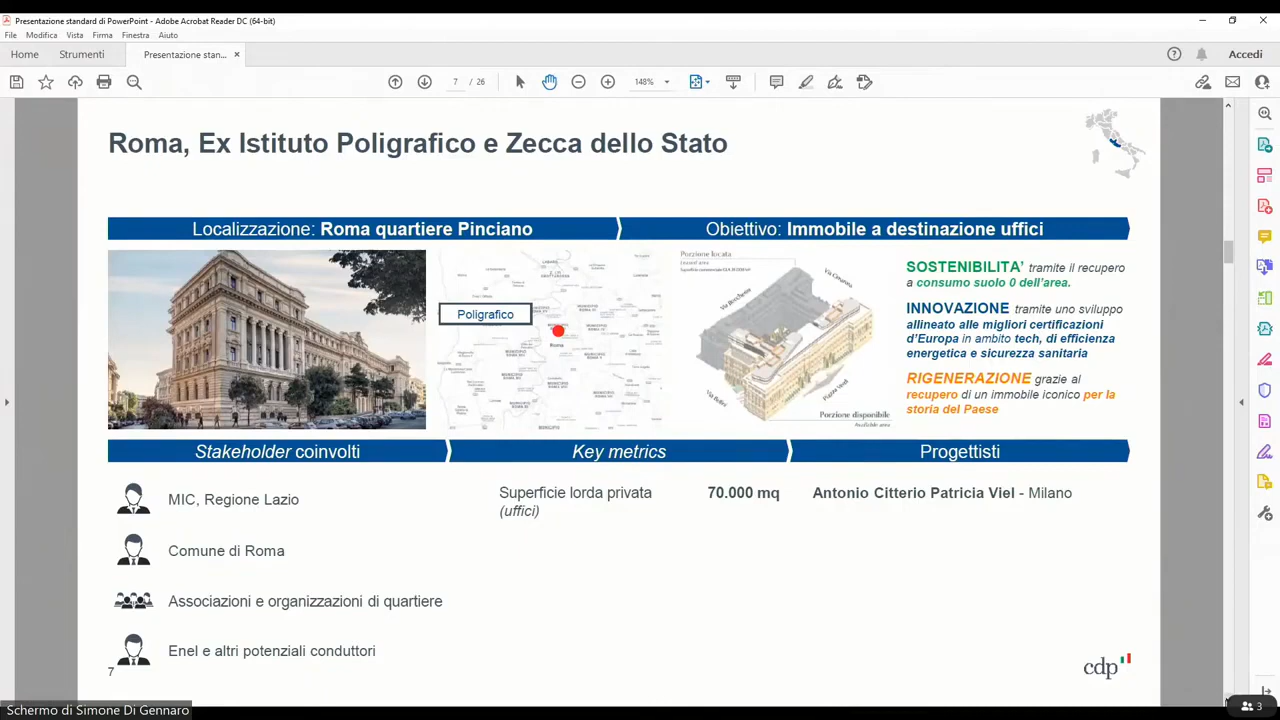 Presentazione standard di PowerPoint - Adobe Acrobat Reader DC (64-bit)
File Modifica Vista Firma Finestra Aiuto
Home Strumenti Presentazione stan... × Accedi
7 / 26 148%
Roma, Ex Istituto Poligrafico e Zecca dello Stato
Localizzazione: Roma quartiere Pinciano
Obiettivo: Immobile a destinazione uffici
Poligrafico
Roma
Porzione locata
Via Boncherier
Porzione disponibile
Available area
SOSTENIBILITA' tramite il recupero
a consumo suolo 0 dell'area.
INNOVAZIONE tramite uno sviluppo
allineato alle migliori certificazioni
d'Europa in ambito tech, di efficienza
energetica e sicurezza sanitaria
RIGENERAZIONE grazie al
recupero di un immobile iconico per la
storia del Paese
Stakeholder coinvolti
Key metrics
Progettisti
MIC, Regione Lazio
Comune di Roma
Associazioni e organizzazioni di quartiere
Enel e altri potenziali conduttori
Superficie lorda privata 70.000 mq
(uffici)
Antonio Citterio Patricia Viel - Milano
7
cdp
Schermo di Simone Di Gennaro
3